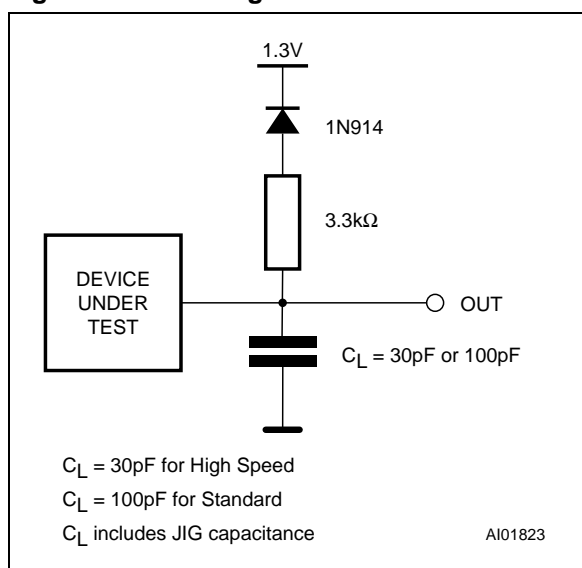 1.3V
1N914
3.3kΩ
DEVICE
UNDER
TEST
OUT
CL = 30pF or 100pF
CL = 30pF for High Speed
CL = 100pF for Standard
CL includes JIG capacitance
AI01823